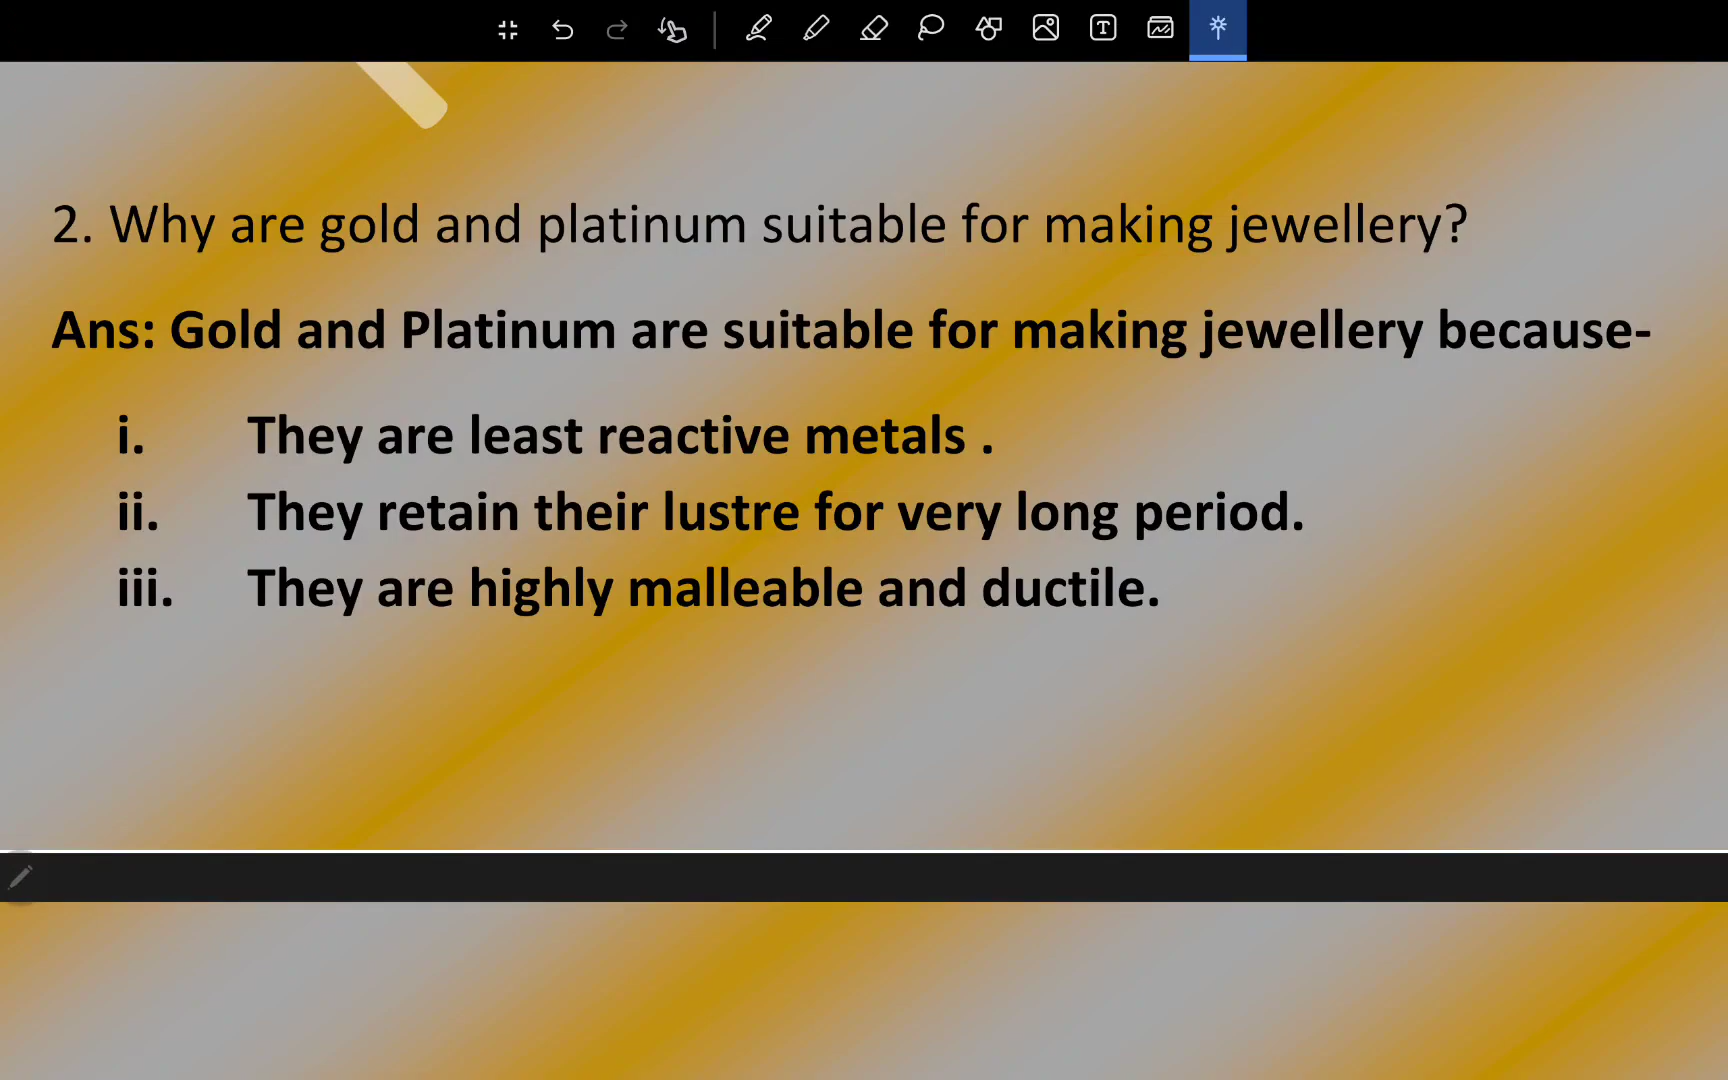 2. Why are gold and platinum suitable for making jewellery?
Ans: Gold and Platinum are suitable for making jewellery because-
i. They are least reactive metals .
ii. They retain their lustre for very long period.
iii. They are highly malleable and ductile.